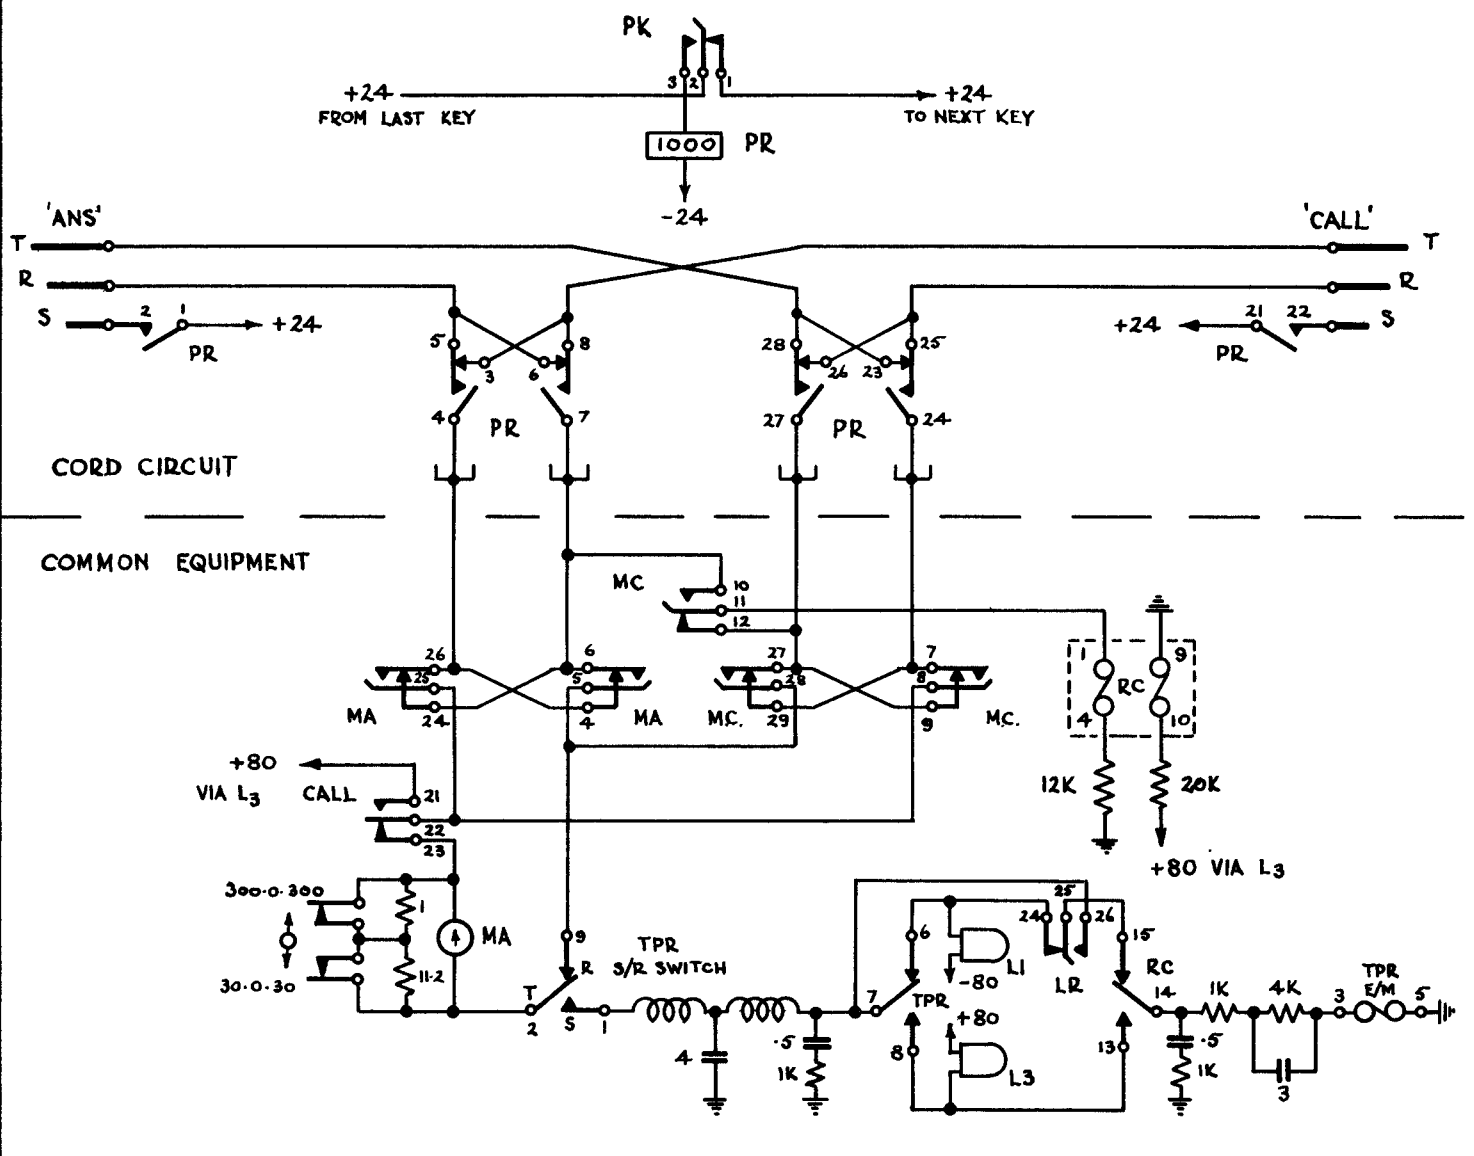 PK
3 2 1
+24 +24
FROM LAST KEY TO NEXT KEY
1000 PR
-24
'ANS' 'CALL'
T T
R R
S 2 1 +24 +24 21 22 S
PR PR
5 8 28 25
3 6 26 23
4 7 27 24
PR PR
CORD CIRCUIT
COMMON EQUIPMENT
MC 10
11
12
26 6 27 7
25 5 28 8
24 4 29 9
MA MA MC. MC.
1 9
RC
4 10
12K 20K
+80 VIA L3
+80
VIA L3 CALL
21
22
23
300.0.300
1
MA
11.2
30.0.30
9
R
TPR
S/R SWITCH
T
2 S 1
4
.5
1K
7 6
TPR
8
L1
-80
+80
L3
25
24 26
LR
15
RC
14
13
.5
1K
1K 4K
3
TPR
E/M
3 5